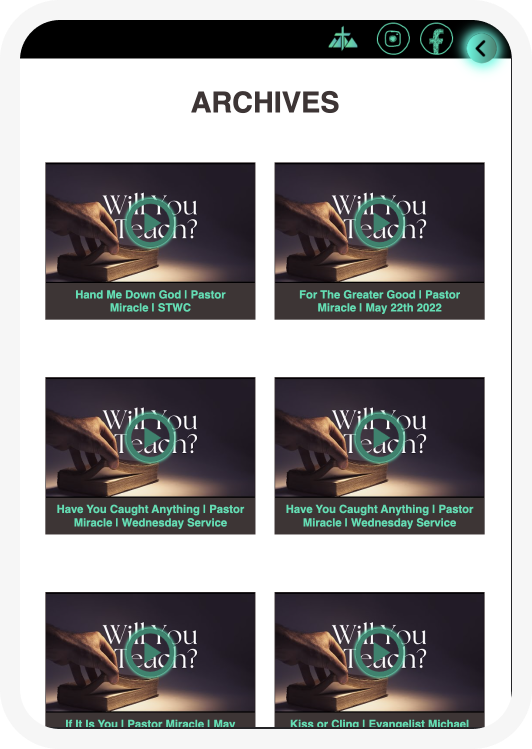 ARCHIVES
Will You
Teach?
Will You
Teach?
Hand Me Down God | Pastor
Miracle | STWC
For The Greater Good | Pastor
Miracle | May 22th 2022
Will You
Teach?
Will You
Teach?
Have You Caught Anything | Pastor
Miracle | Wednesday Service
Have You Caught Anything | Pastor
Miracle | Wednesday Service
Will You
Teach?
Will You
Teach?
If It Is You | Pastor Miracle | May
Kiss or Cling | Evangelist Michael